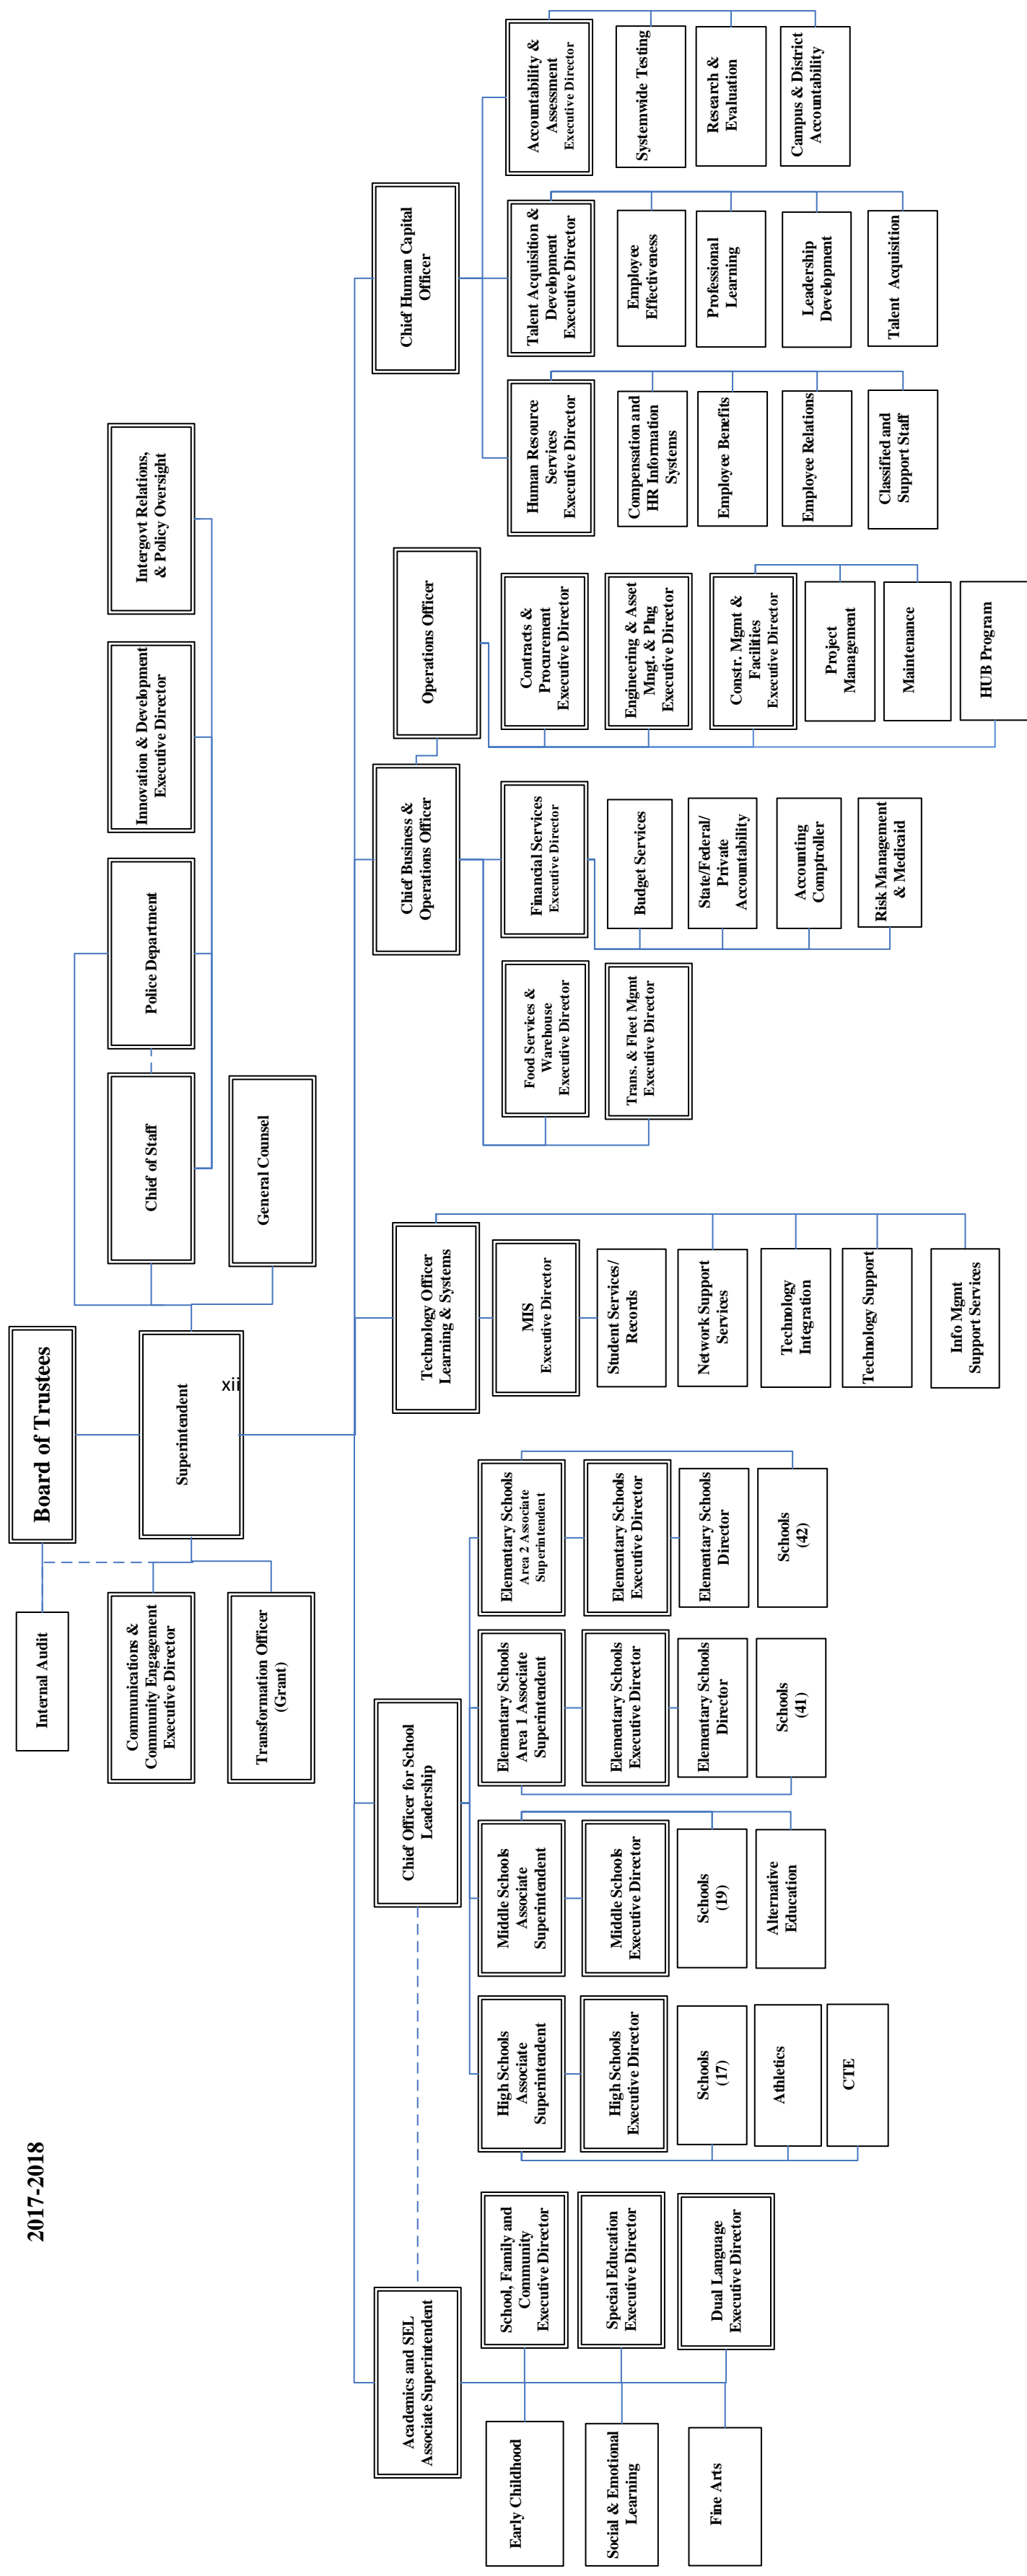 2017-2018
Board of Trustees
Internal Audit
Superintendent
xii
Communications &
Community Engagement
Executive Director
Transformation Officer
(Grant)
Chief of Staff
Police Department
Innovation & Development
Executive Director
Intergovt Relations,
& Policy Oversight
General Counsel
Academics and SEL
Associate Superintendent
Early Childhood
Social & Emotional
Learning
Fine Arts
School, Family and
Community
Executive Director
Special Education
Executive Director
Dual Language
Executive Director
Chief Officer for School
Leadership
High Schools
Associate
Superintendent
High Schools
Executive Director
Schools
(17)
Athletics
CTE
Middle Schools
Associate
Superintendent
Middle Schools
Executive Director
Schools
(19)
Alternative
Education
Elementary Schools
Area 1 Associate
Superintendent
Elementary Schools
Executive Director
Elementary Schools
Director
Schools
(41)
Elementary Schools
Area 2 Associate
Superintendent
Elementary Schools
Executive Director
Elementary Schools
Director
Schools
(42)
Technology Officer
Learning & Systems
MIS
Executive Director
Student Services/
Records
Network Support
Services
Technology
Integration
Technology Support
Info Mgmt
Support Services
Chief Business &
Operations Officer
Food Services &
Warehouse
Executive Director
Trans. & Fleet Mgmt
Executive Director
Financial Services
Executive Director
Budget Services
State/Federal/
Private
Accountability
Accounting
Comptroller
Risk Management
& Medicaid
Operations Officer
Contracts &
Procurement
Executive Director
Engineering & Asset
Mngt. & Plng
Executive Director
Constr. Mgmt &
Facilities
Executive Director
Project
Management
Maintenance
HUB Program
Chief Human Capital
Officer
Human Resource
Services
Executive Director
Compensation and
HR Information
Systems
Employee Benefits
Employee Relations
Classified and
Support Staff
Talent Acquisition &
Development
Executive Director
Employee
Effectiveness
Professional
Learning
Leadership
Development
Talent Acquisition
Accountability &
Assessment
Executive Director
Systemwide Testing
Research &
Evaluation
Campus & District
Accountability